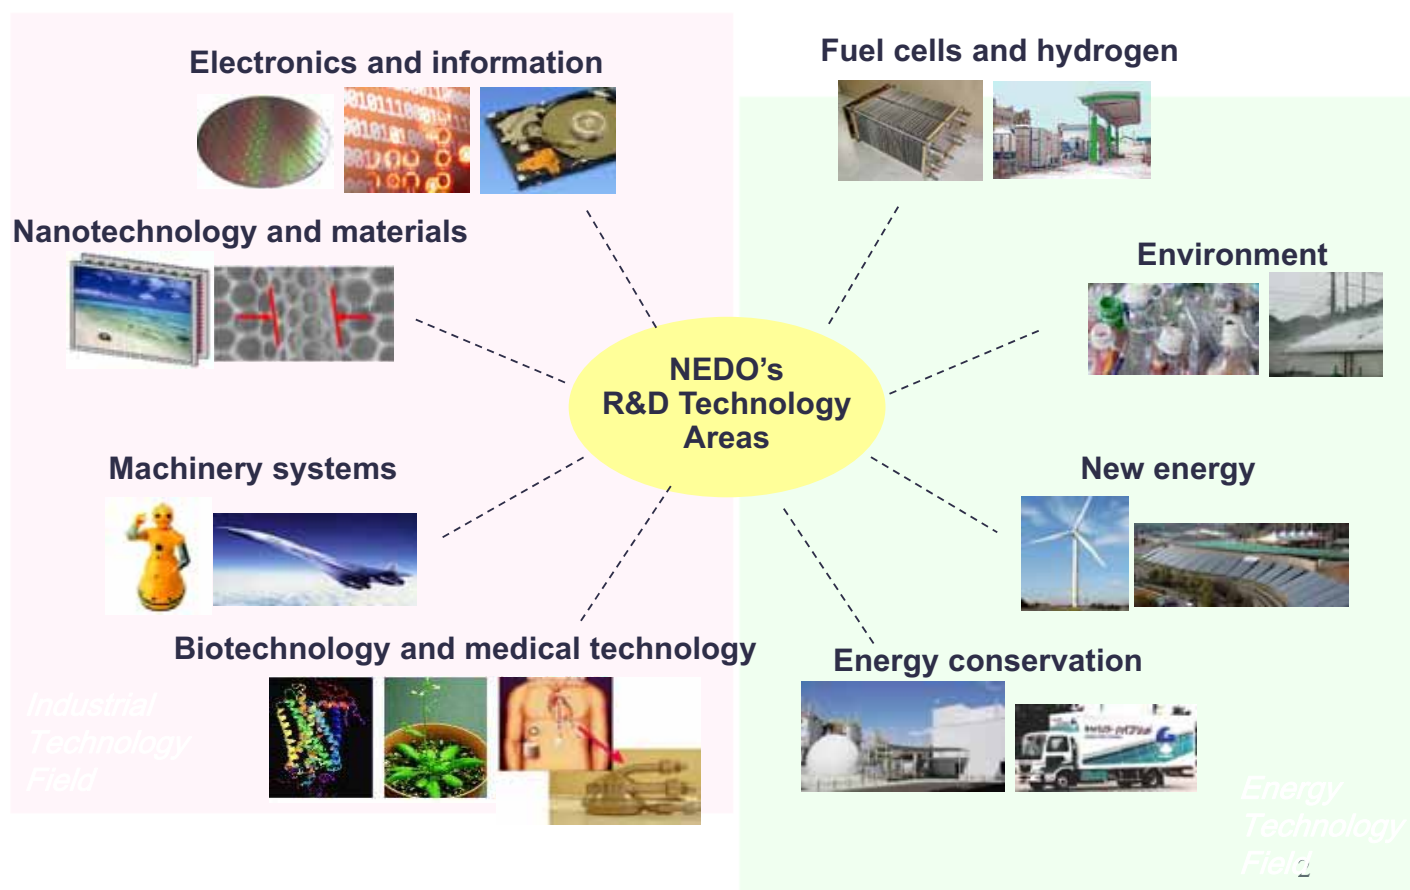 Electronics and information
Fuel cells and hydrogen
Nanotechnology and materials
Environment
NEDO's
R&D Technology
Areas
Machinery systems
New energy
Biotechnology and medical technology
Energy conservation
Industrial
Technology
Field
Energy
Technology
Field
2